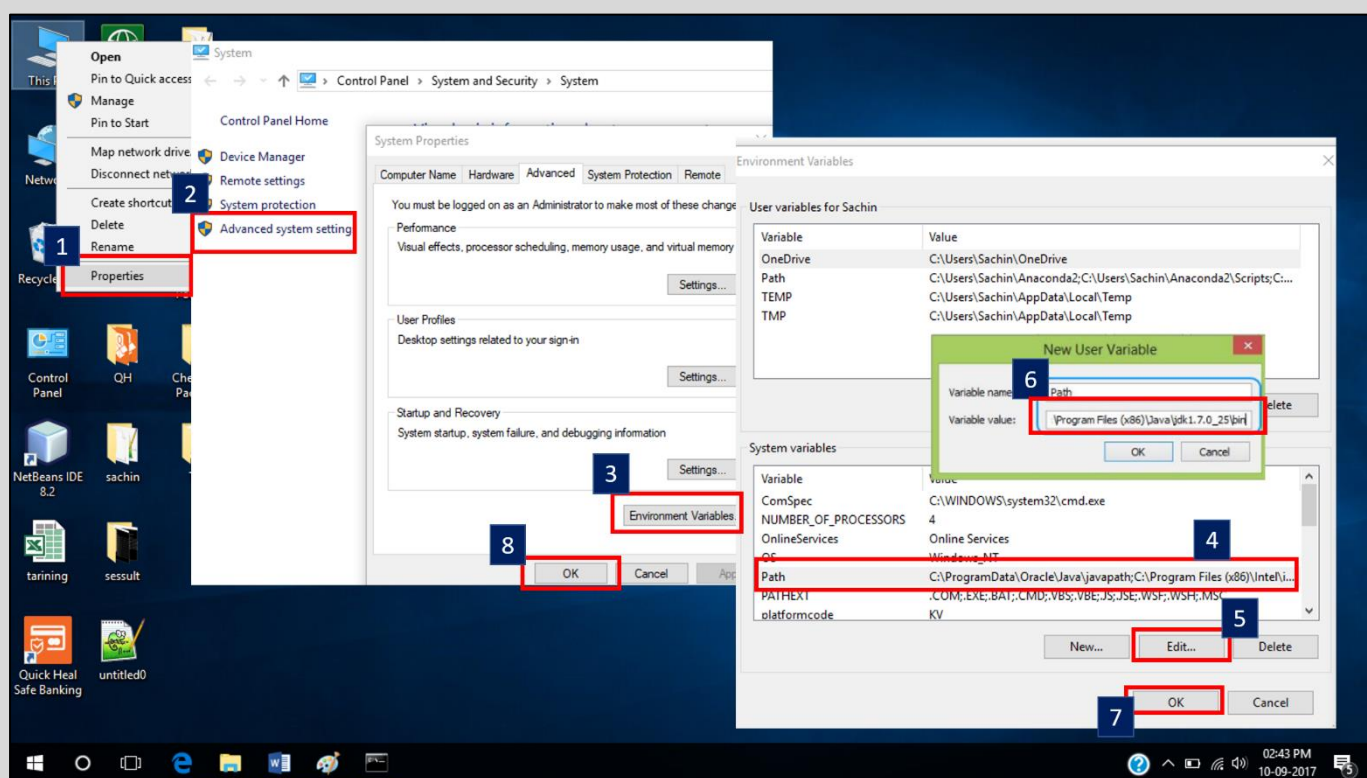 This
Network
Recycle
Control
Panel
QH
Che
Pa
NetBeans IDE
8.2
sachin
tarining
sessult
Quick Heal
Safe Banking
untitled0
Open
Pin to Quick access
Manage
Pin to Start
Map network drive.
Disconnect netwo
Create shortcut
Delete
Rename
1
Properties
System
Control Panel > System and Security > System
Control Panel Home
Device Manager
Remote settings
2
System protection
Advanced system setting
System Properties
Computer Name
Hardware
Advanced
System Protection
Remote
You must be logged on as an Administrator to make most of these change
Performance
Visual effects, processor scheduling, memory usage, and virtual memory
Settings...
User Profiles
Desktop settings related to your sign-in
Settings...
Startup and Recovery
System startup, system failure, and debugging information
Settings...
3
Environment Variables.
8
OK
Cancel
App
Environment Variables
User variables for Sachin
Variable Value
OneDrive C:\Users\Sachin\OneDrive
Path C:\Users\Sachin\Anaconda2;C:\Users\Sachin\Anaconda2\Scripts;C:...
TEMP C:\Users\Sachin\AppData\Local\Temp
TMP C:\Users\Sachin\AppData\Local\Temp
New User Variable
6
Variable name Path
Variable value: \Program Files (x86)\Java\jdk1.7.0_25\bin
OK Cancel
elete
System variables
Variable Value
ComSpec C:\WINDOWS\system32\cmd.exe
NUMBER_OF_PROCESSORS 4
OnlineServices Online Services
OS Windows_NT
4
Path C:\ProgramData\Oracle\Java\javapath;C:\Program Files (x86)\Intel\i...
PATHEXT .COM;.EXE;.BAT;.CMD;.VBS;.VBE;.JS;.JSE;.WSF;.WSH;.MSC
platformcode KV
5
New... Edit... Delete
7
OK Cancel
02:43 PM
10-09-2017
5